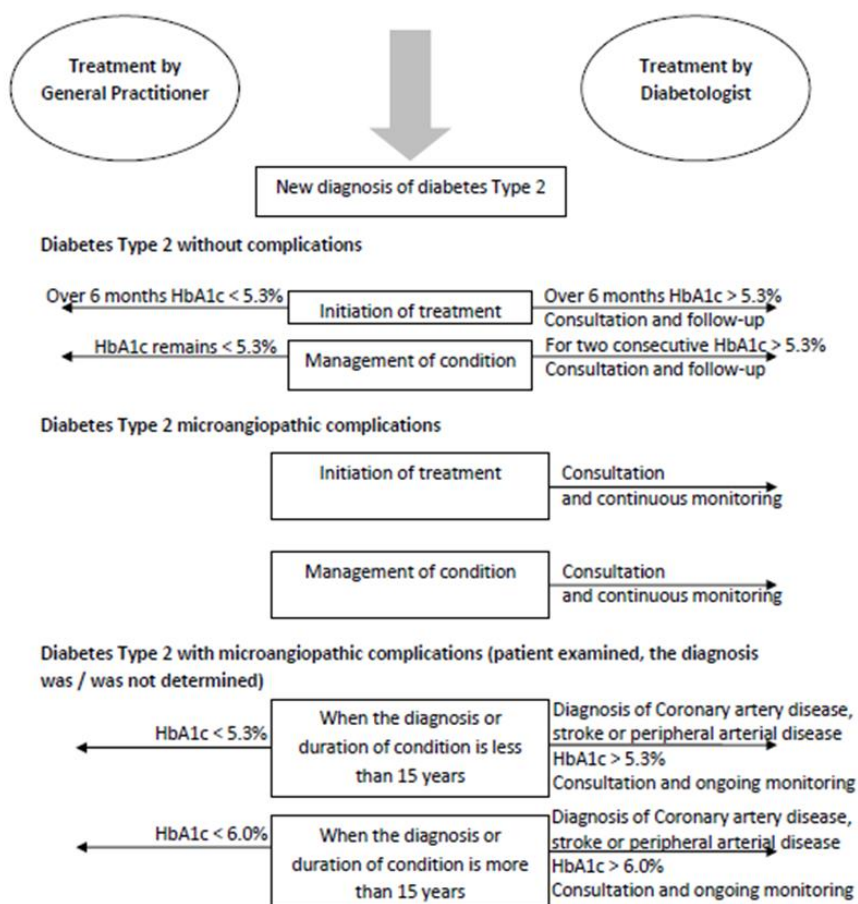 Treatment by
General Practitioner
Treatment by
Diabetologist
New diagnosis of diabetes Type 2
Diabetes Type 2 without complications
Over 6 months HbA1c < 5.3%
Initiation of treatment
Over 6 months HbA1c > 5.3%
Consultation and follow-up
HbA1c remains < 5.3%
Management of condition
For two consecutive HbA1c > 5.3%
Consultation and follow-up
Diabetes Type 2 microangiopathic complications
Initiation of treatment
Consultation
and continuous monitoring
Management of condition
Consultation
and continuous monitoring
Diabetes Type 2 with microangiopathic complications (patient examined, the diagnosis
was / was not determined)
HbA1c < 5.3%
When the diagnosis or
duration of condition is less
than 15 years
Diagnosis of Coronary artery disease,
stroke or peripheral arterial disease
HbA1c > 5.3%
Consultation and ongoing monitoring
HbA1c < 6.0%
When the diagnosis or
duration of condition is more
than 15 years
Diagnosis of Coronary artery disease,
stroke or peripheral arterial disease
HbA1c > 6.0%
Consultation and ongoing monitoring